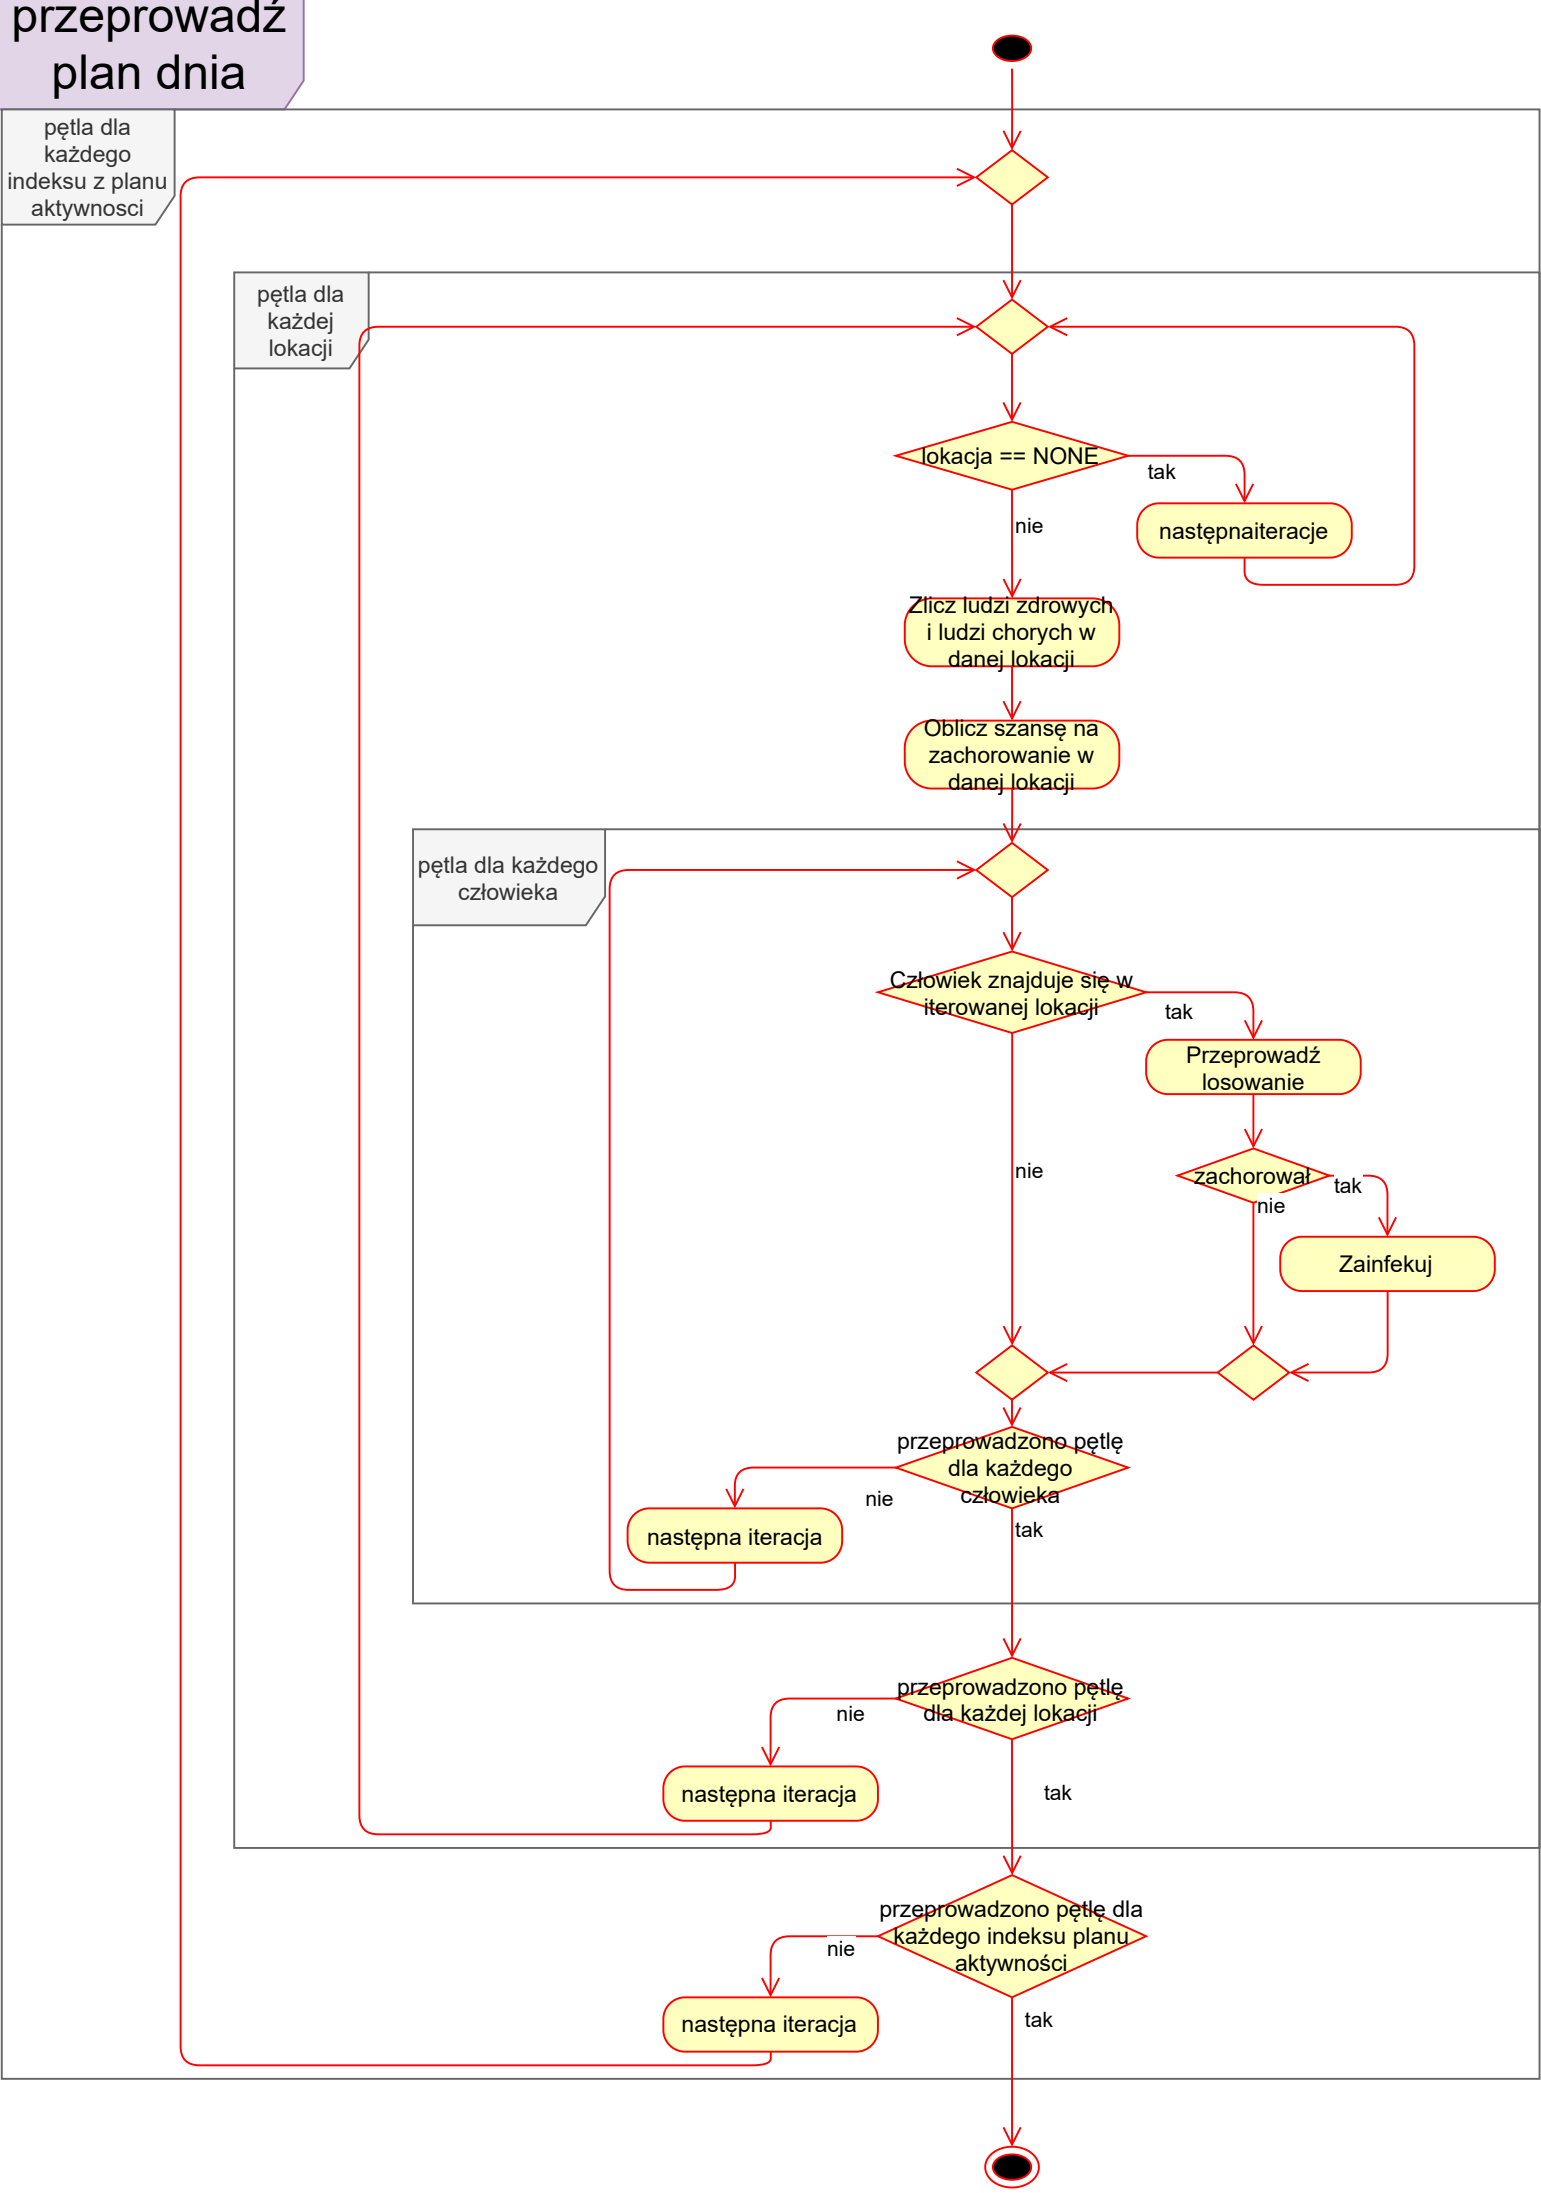 przeprowadź
plan dnia
pętla dla
każdego
indeksu z planu
aktywnosci
pętla dla
każdej
lokacji
lokacja == NONE
tak
nie
następnaiteracje
Zlicz ludzi zdrowych
i ludzi chorych w
danej lokacji
Oblicz szansę na
zachorowanie w
danej lokacji
pętla dla każdego
człowieka
Człowiek znajduje się w
iterowanej lokacji
tak
Przeprowadź
losowanie
nie
zachorował
tak
nie
Zainfekuj
przeprowadzono pętlę
dla każdego
człowieka
nie
tak
następna iteracja
przeprowadzono pętlę
dla każdej lokacji
nie
następna iteracja
tak
przeprowadzono pętlę dla
każdego indeksu planu
aktywności
nie
następna iteracja
tak